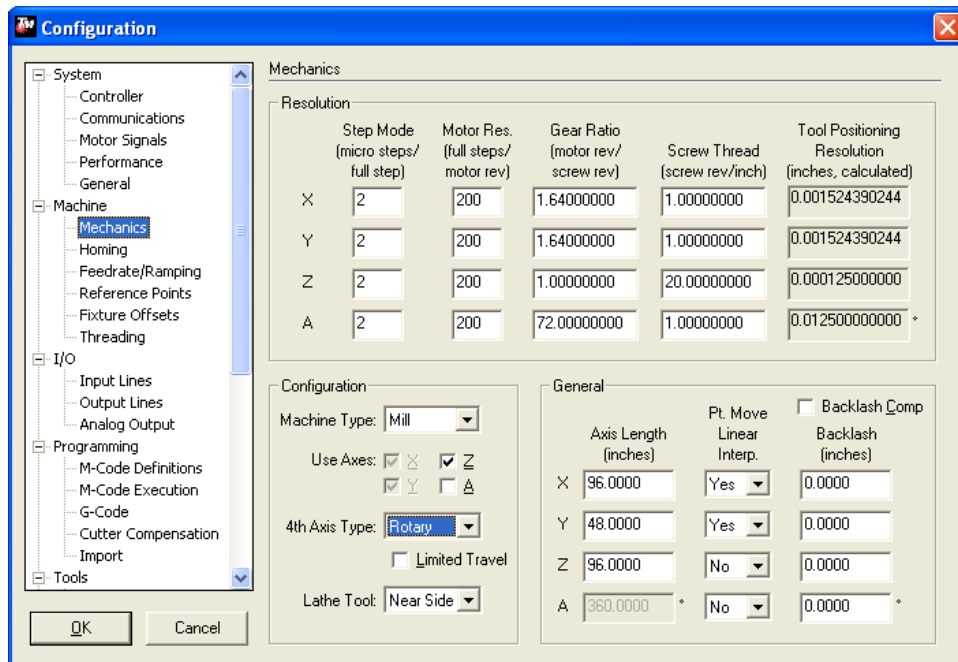 Configuration
System
Controller
Communications
Motor Signals
Performance
General
Machine
Mechanics
Homing
Feedrate/Ramping
Reference Points
Fixture Offsets
Threading
I/O
Input Lines
Output Lines
Analog Output
Programming
M-Code Definitions
M-Code Execution
G-Code
Cutter Compensation
Import
Tools
OK Cancel
Mechanics
Resolution
Step Mode Motor Res. Gear Ratio Tool Positioning
(micro steps/ (full steps/ (motor rev/ Screw Thread Resolution
full step) motor rev) screw rev) (screw rev/inch) (inches, calculated)
X 2 200 1.64000000 1.00000000 0.001524390244
Y 2 200 1.64000000 1.00000000 0.001524390244
Z 2 200 1.00000000 20.00000000 0.000125000000
A 2 200 72.00000000 1.00000000 0.012500000000 °
Configuration
Machine Type: Mill
Use Axes: X Z
Y A
4th Axis Type: Rotary
Limited Travel
Lathe Tool: Near Side
General
Backlash Comp
Pt. Move
Axis Length Linear Backlash
(inches) Interp. (inches)
X 96.0000 Yes 0.0000
Y 48.0000 Yes 0.0000
Z 96.0000 No 0.0000
A 360.0000 ° No 0.0000 °